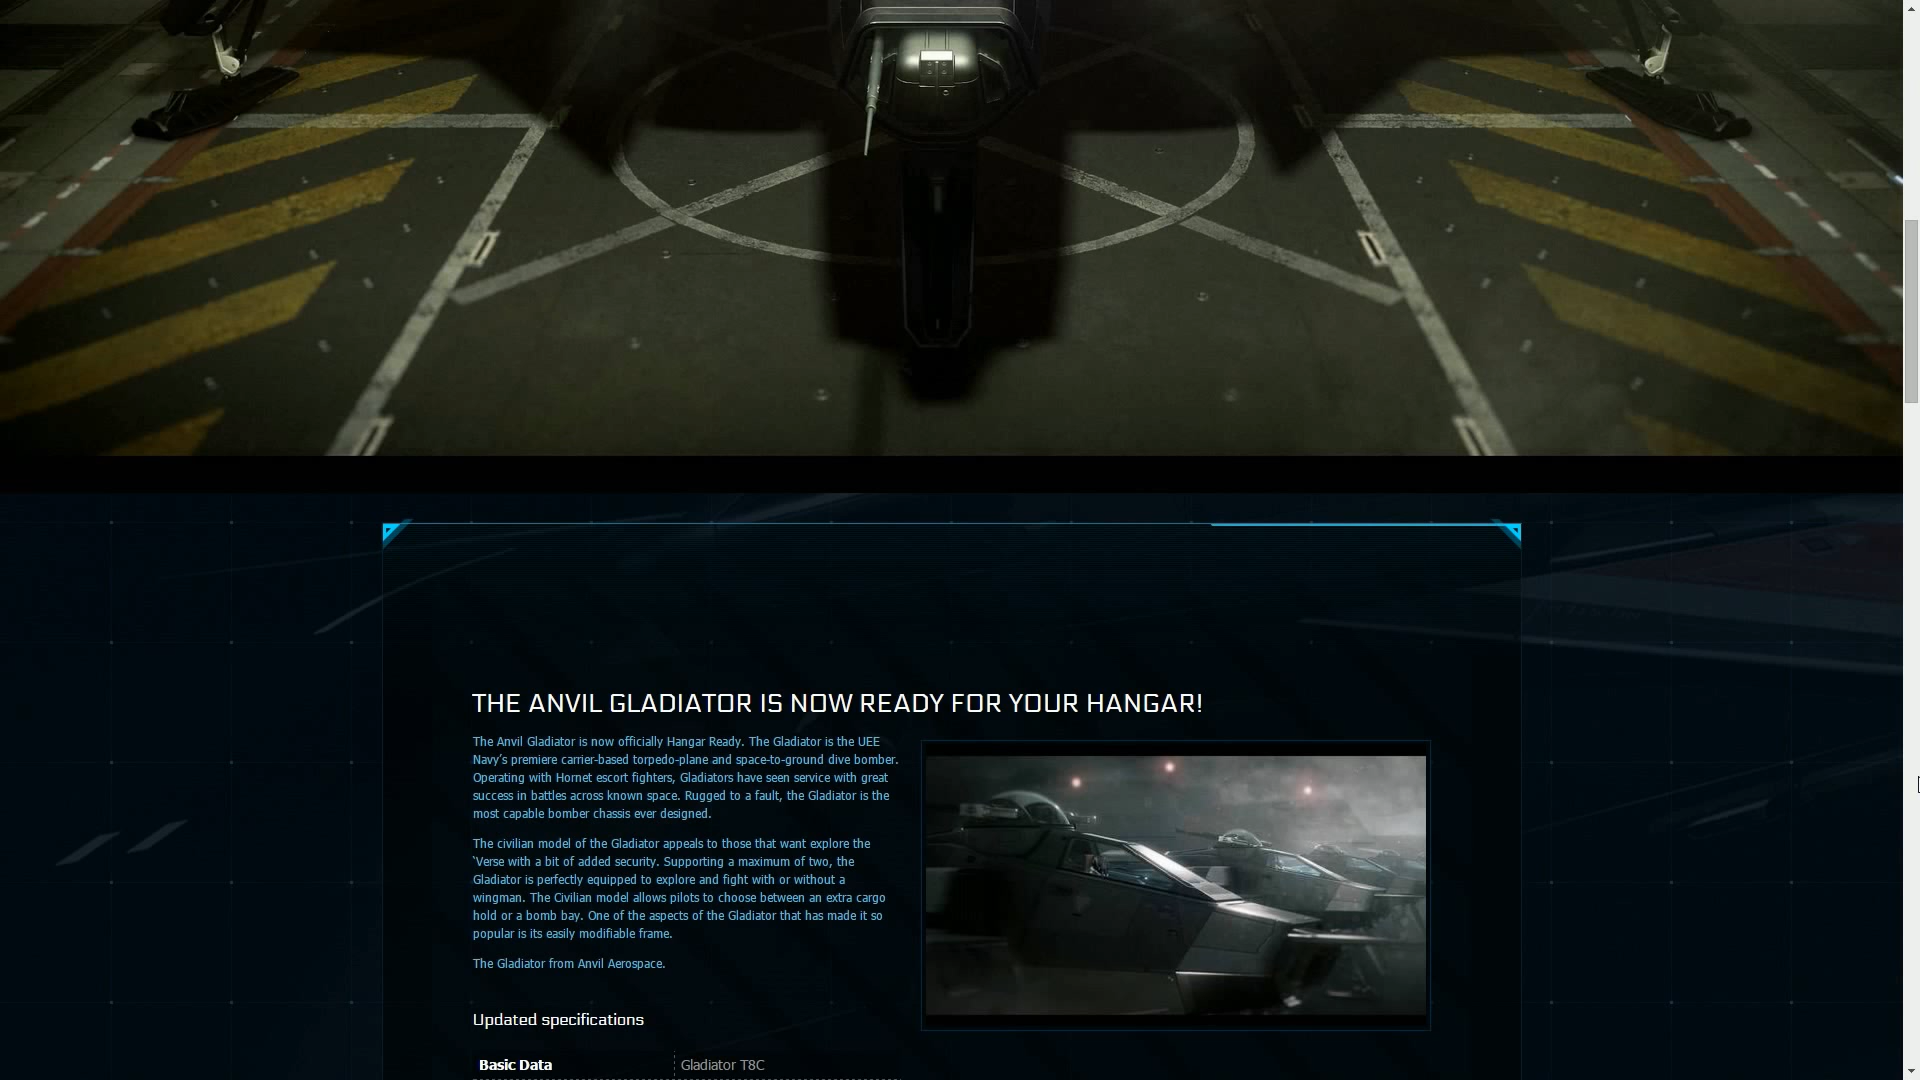 THE ANVIL GLADIATOR IS NOW READY FOR YOUR HANGAR!
The Anvil Gladiator is now officially Hangar Ready. The Gladiator is the UEE
Navy’s premiere carrier-based torpedo-plane and space-to-ground dive bomber.
Operating with Hornet escort fighters, Gladiators have seen service with great
success in battles across known space. Rugged to a fault, the Gladiator is the
most capable bomber chassis ever designed.
The civilian model of the Gladiator appeals to those that want explore the
‘Verse with a bit of added security. Supporting a maximum of two, the
Gladiator is perfectly equipped to explore and fight with or without a
wingman. The Civilian model allows pilots to choose between an extra cargo
hold or a bomb bay. One of the aspects of the Gladiator that has made it so
popular is its easily modifiable frame.
The Gladiator from Anvil Aerospace.
Updated specifications
Basic Data
Gladiator T8C